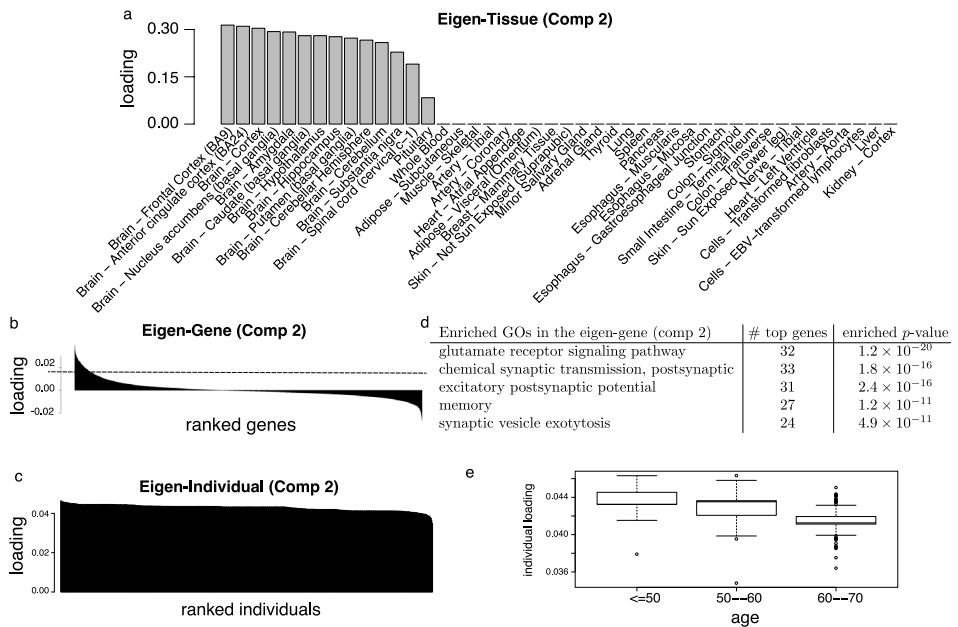 a
Eigen-Tissue (Comp 2)
loading
0.30
0.15
0.00
Brain – Frontal Cortex (BA9)
Brain – Anterior cingulate cortex (BA24)
Brain – Cortex
Brain – Nucleus accumbens (basal ganglia)
Brain – Amygdala
Brain – Caudate (basal ganglia)
Brain – Hypothalamus
Brain – Hippocampus
Brain – Putamen (basal ganglia)
Brain – Cerebellar Hemisphere
Brain – Cerebellum
Brain – Substantia nigra
Brain – Spinal cord (cervical c–1)
Pituitary
Whole Blood
Adipose – Subcutaneous
Muscle – Skeletal
Artery – Tibial
Artery – Coronary
Heart – Atrial Appendage
Adipose – Visceral (Omentum)
Breast – Mammary Tissue
Skin – Not Sun Exposed (Suprapubic)
Minor Salivary Gland
Adrenal Gland
Thyroid
Lung
Spleen
Pancreas
Esophagus – Muscularis
Esophagus – Mucosa
Esophagus – Gastroesophageal Junction
Stomach
Colon – Sigmoid
Small Intestine – Terminal Ileum
Colon – Transverse
Skin – Sun Exposed (Lower leg)
Nerve – Tibial
Heart – Left Ventricle
Cells – Transformed fibroblasts
Artery – Aorta
Cells – EBV–transformed lymphocytes
Liver
Kidney – Cortex
b
Eigen-Gene (Comp 2)
loading
0.02
0.00
-0.02
ranked genes
c
Eigen-Individual (Comp 2)
loading
0.04
0.02
0.00
ranked individuals
d
Enriched GOs in the eigen-gene (comp 2) # top genes enriched p-value
glutamate receptor signaling pathway 32 1.2 × 10⁻²⁰
chemical synaptic transmission, postsynaptic 33 1.8 × 10⁻¹⁶
excitatory postsynaptic potential 31 2.4 × 10⁻¹⁶
memory 27 1.2 × 10⁻¹¹
synaptic vesicle exotytosis 24 4.9 × 10⁻¹¹
e
individual loading
0.044
0.040
0.036
<=50 50––60 60––70
age